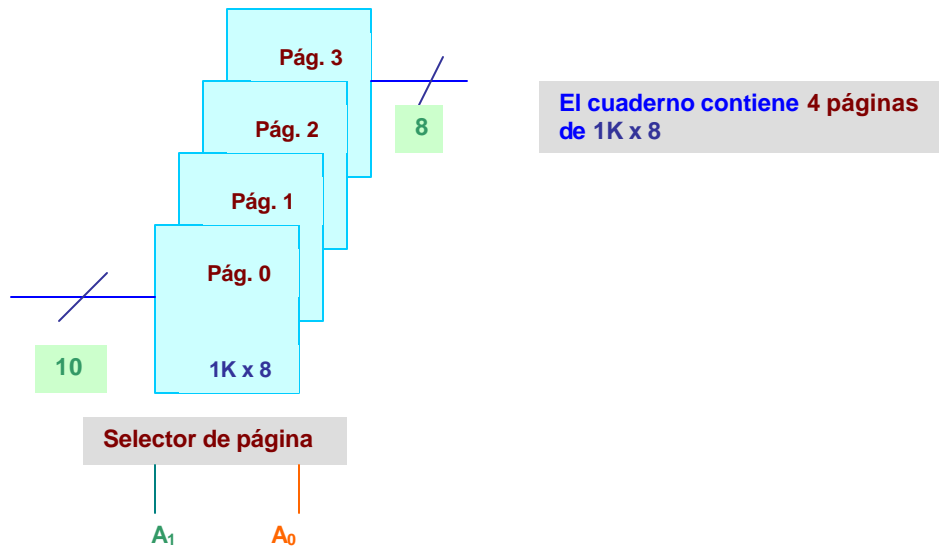 Pág. 3
El cuaderno contiene 4 páginas
de 1K x 8
Pág. 2
8
Pág. 1
Pág. 0
10
1K x 8
Selector de página
A₁ A₀